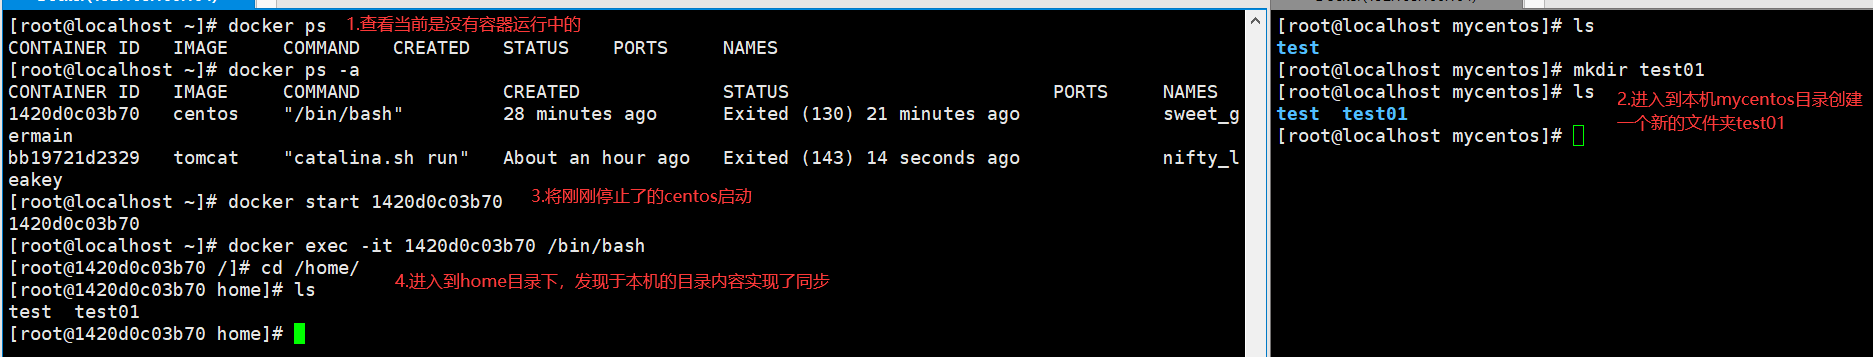 [root@localhost ~]# docker ps 1.查看当前是没有容器运行中的
CONTAINER ID IMAGE COMMAND CREATED STATUS PORTS NAMES
[root@localhost ~]# docker ps -a
CONTAINER ID IMAGE COMMAND CREATED STATUS PORTS NAMES
1420d0c03b70 centos "/bin/bash" 28 minutes ago Exited (130) 21 minutes ago sweet_g
ermain
bb19721d2329 tomcat "catalina.sh run" About an hour ago Exited (143) 14 seconds ago nifty_l
eakey
[root@localhost ~]# docker start 1420d0c03b70 3.将刚刚停止了的centos启动
1420d0c03b70
[root@localhost ~]# docker exec -it 1420d0c03b70 /bin/bash
[root@1420d0c03b70 /]# cd /home/
4.进入到home目录下，发现于本机的目录内容实现了同步
[root@1420d0c03b70 home]# ls
test test01
[root@1420d0c03b70 home]#
[root@localhost mycentos]# ls
test
[root@localhost mycentos]# mkdir test01
[root@localhost mycentos]# ls
test test01
[root@localhost mycentos]#
2.进入到本机mycentos目录创建
一个新的文件夹test01